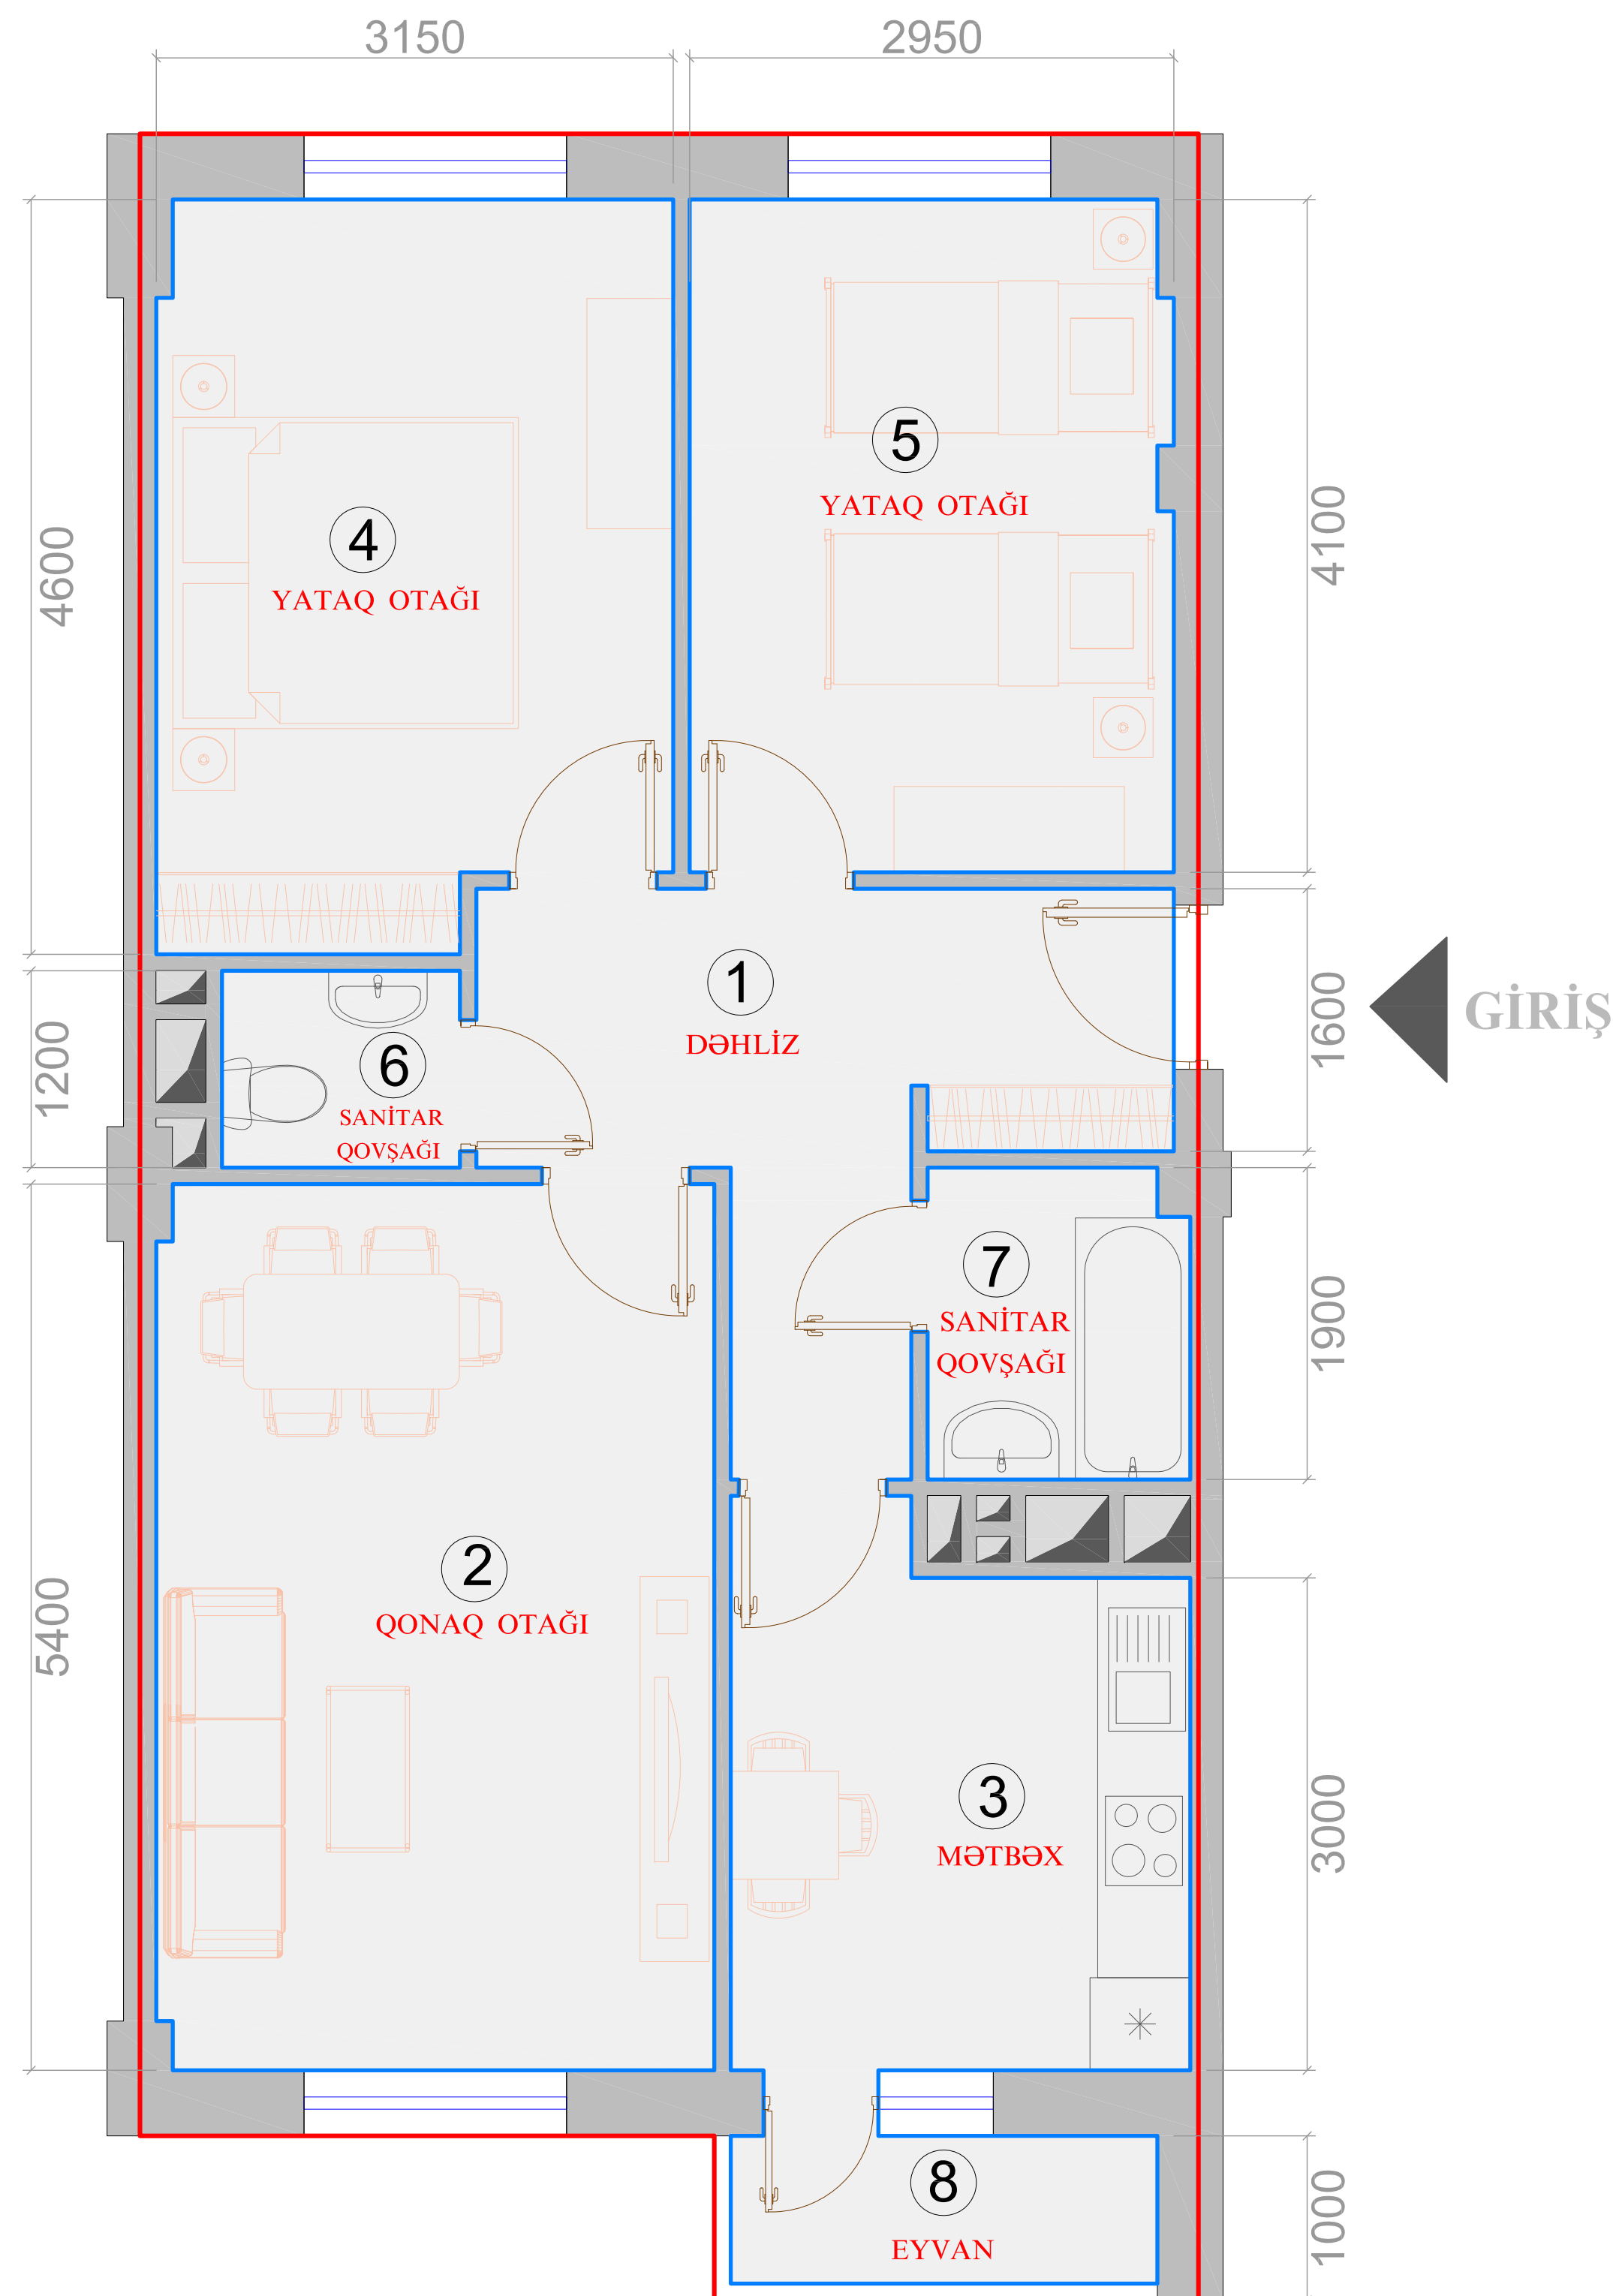 3150
2950
5
YATAQ OTAĞI
4
YATAQ OTAĞI
4600
4100
1
DƏHLİZ
GİRİŞ
1600
6
SANİTAR
QOVŞAĞI
1200
7
SANİTAR
QOVŞAĞI
1900
2
QONAQ OTAĞI
5400
3
MƏTBƏX
3000
8
EYVAN
1000